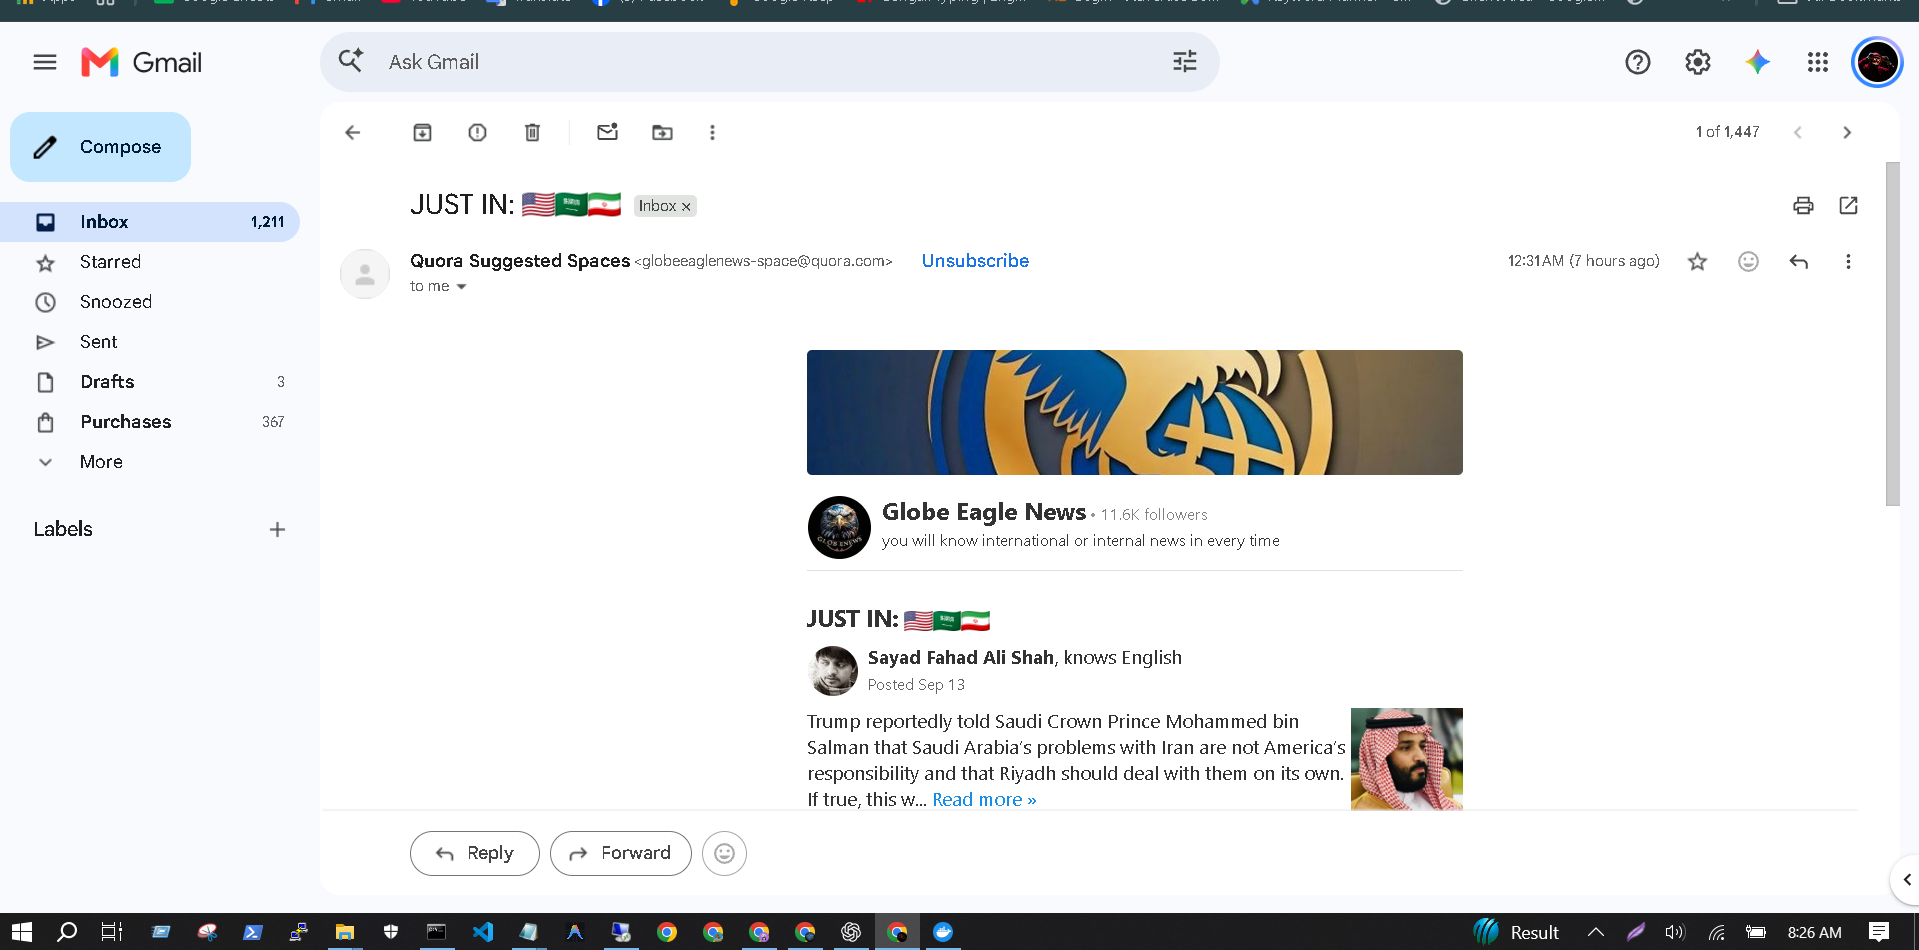 Gmail
Ask Gmail
Compose
1 of 1,447
Inbox 1,211
Starred
Snoozed
Sent
Drafts 3
Purchases 367
More
Labels
JUST IN: 🇺🇸🇸🇦🇮🇷 Inbox ×
Quora Suggested Spaces <globeeaglenews-space@quora.com> Unsubscribe 12:31 AM (7 hours ago)
to me
Globe Eagle News • 11.6K followers
you will know international or internal news in every time
JUST IN: 🇺🇸🇸🇦🇮🇷
Sayad Fahad Ali Shah, knows English
Posted Sep 13
Trump reportedly told Saudi Crown Prince Mohammed bin
Salman that Saudi Arabia’s problems with Iran are not America’s
responsibility and that Riyadh should deal with them on its own.
If true, this w... Read more »
Reply Forward
Result 8:26 AM